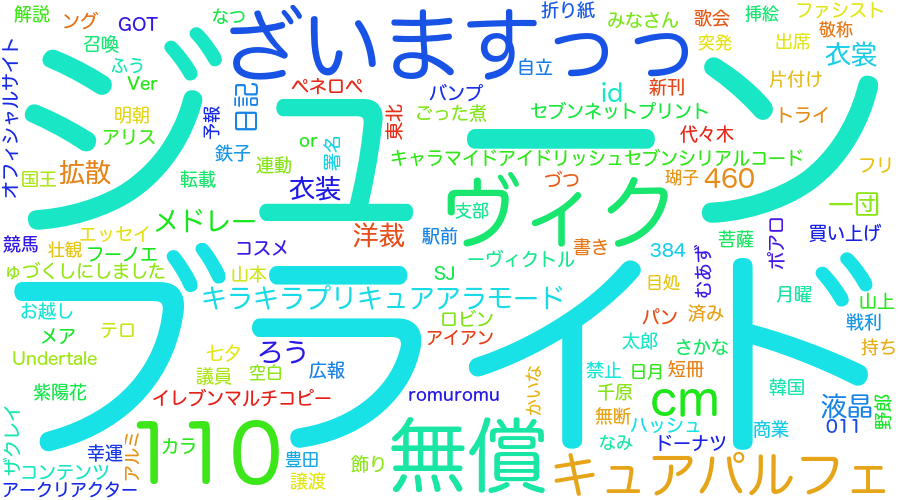 解説
ング
GOT
なつ
ざいますっっ
折り紙
みなさん
歌会
挿絵
ファシスト
敬称
召喚
ふう
Ver
自立
突発
出席
衣裳
オフィシャルサイト
ジューン
ペネロペ
バンプ
id
新刊
片付け
明朝
アリス
予報
日記
東北
ごった煮
セブンネットプリント
トライ
or
署名
代々木
国王
拡散
鉄子
連動
キャラマイドアイドリッシュセブンシリアルコード
フリ
転載
衣装
ヴィク
づつ
瑚子
460
一団
メドレー
支部
競馬
壮観
エッセイ
フーノエ
コスメ
洋裁
駅前
書き
384
むあず
菩薩
ポアロ
買い上げ
ゅづくしにしました
山本
SJ
ーヴィクトル
目処
ブライド
キラキラプリキュアアラモード
月曜
山上
お越し
メア
テロ
ロビン
アイアン
パン
済み
戦利
Undertale
七夕
ろう
太郎
さかな
持ち
議員
空白
広報
禁止
日月
短冊
韓国
紫陽花
イレブンマルチコピー
romuromu
かいな
千原
cm
液晶
野郎
ザクレイ
無断
ハッシュ
011
幸運
アルミ
カラ
110
無償
なみ
ドーナツ
商業
コンテンツ
豊田
飾り
キュアパルフェ
アークリアクター
譲渡